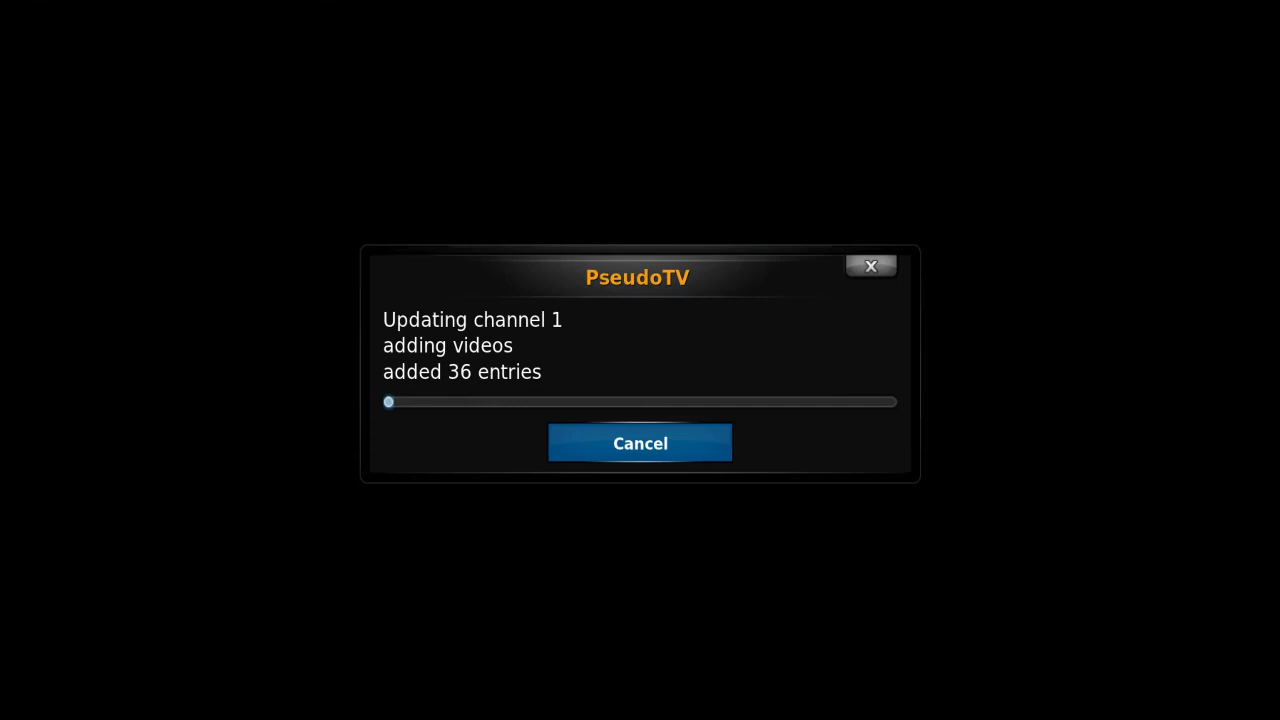 PseudoTV
X
Updating channel 1
adding videos
added 36 entries
Cancel